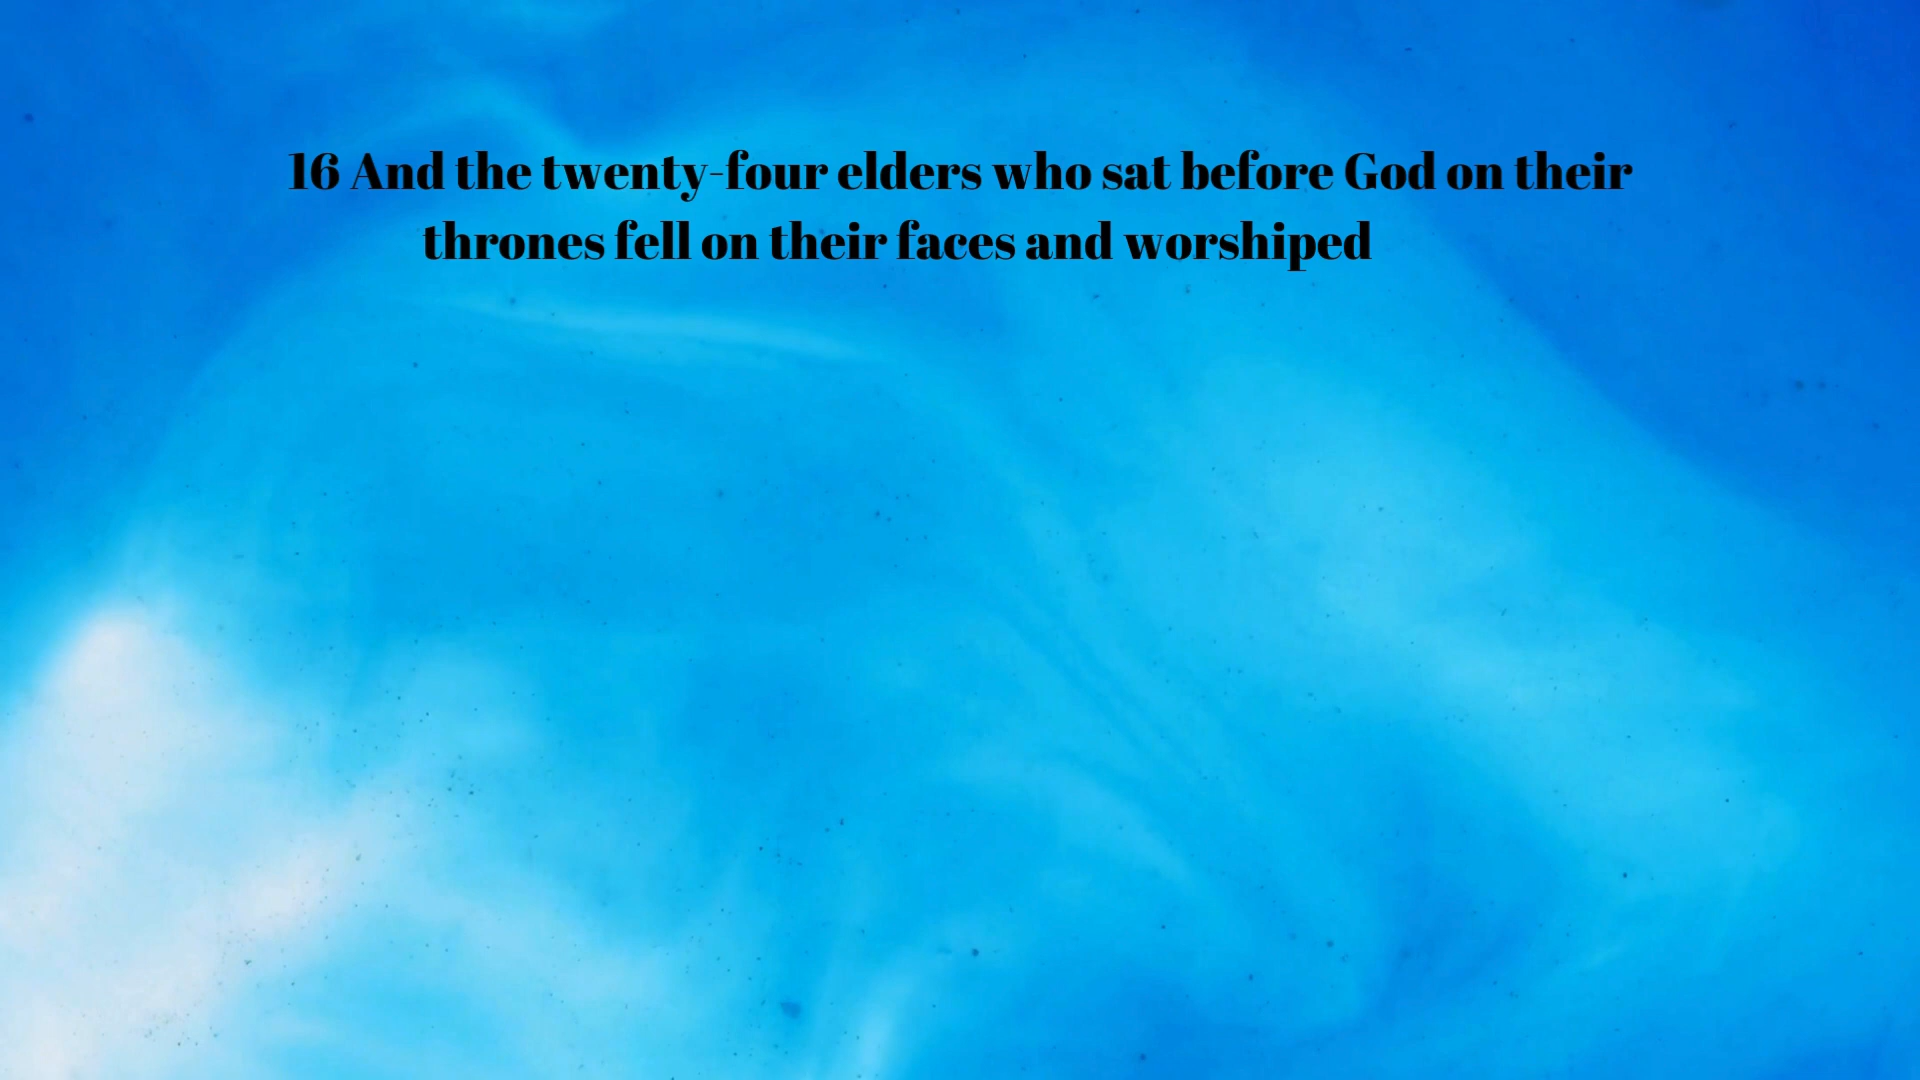 16 And the twenty-four elders who sat before God on their
thrones fell on their faces and worshiped